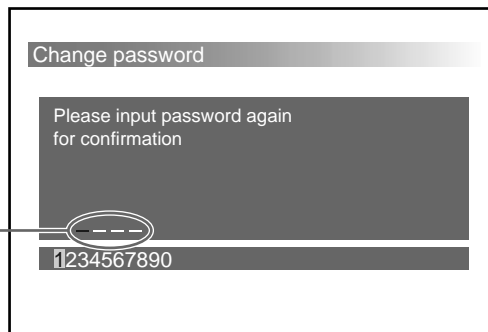 Change password
Please input password again
for confirmation
_ _ _ _
1234567890